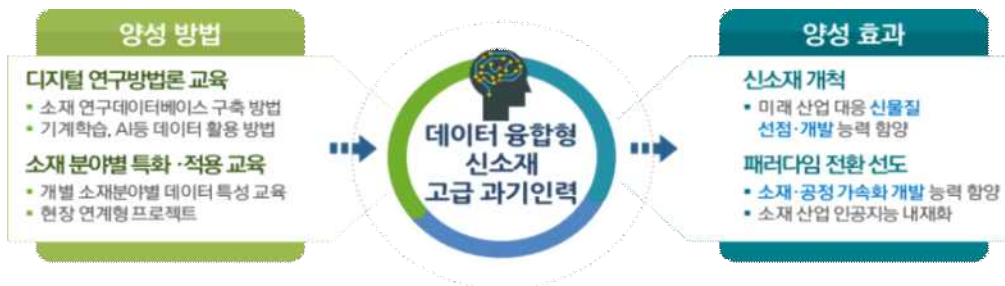 양성 방법
디지털 연구방법론 교육
• 소재 연구데이터베이스 구축 방법
• 기계학습, AI등 데이터 활용 방법
소재 분야별 특화 ·적용 교육
• 개별 소재분야별 데이터 특성 교육
• 현장 연계형 프로젝트
데이터 융합형
신소재
고급 과기인력
양성 효과
신소재 개척
• 미래 산업 대응 신물질
선점·개발 능력 함양
패러다임 전환 선도
• 소재·공정 가속화 개발 능력 함양
• 소재 산업 인공지능 내재화